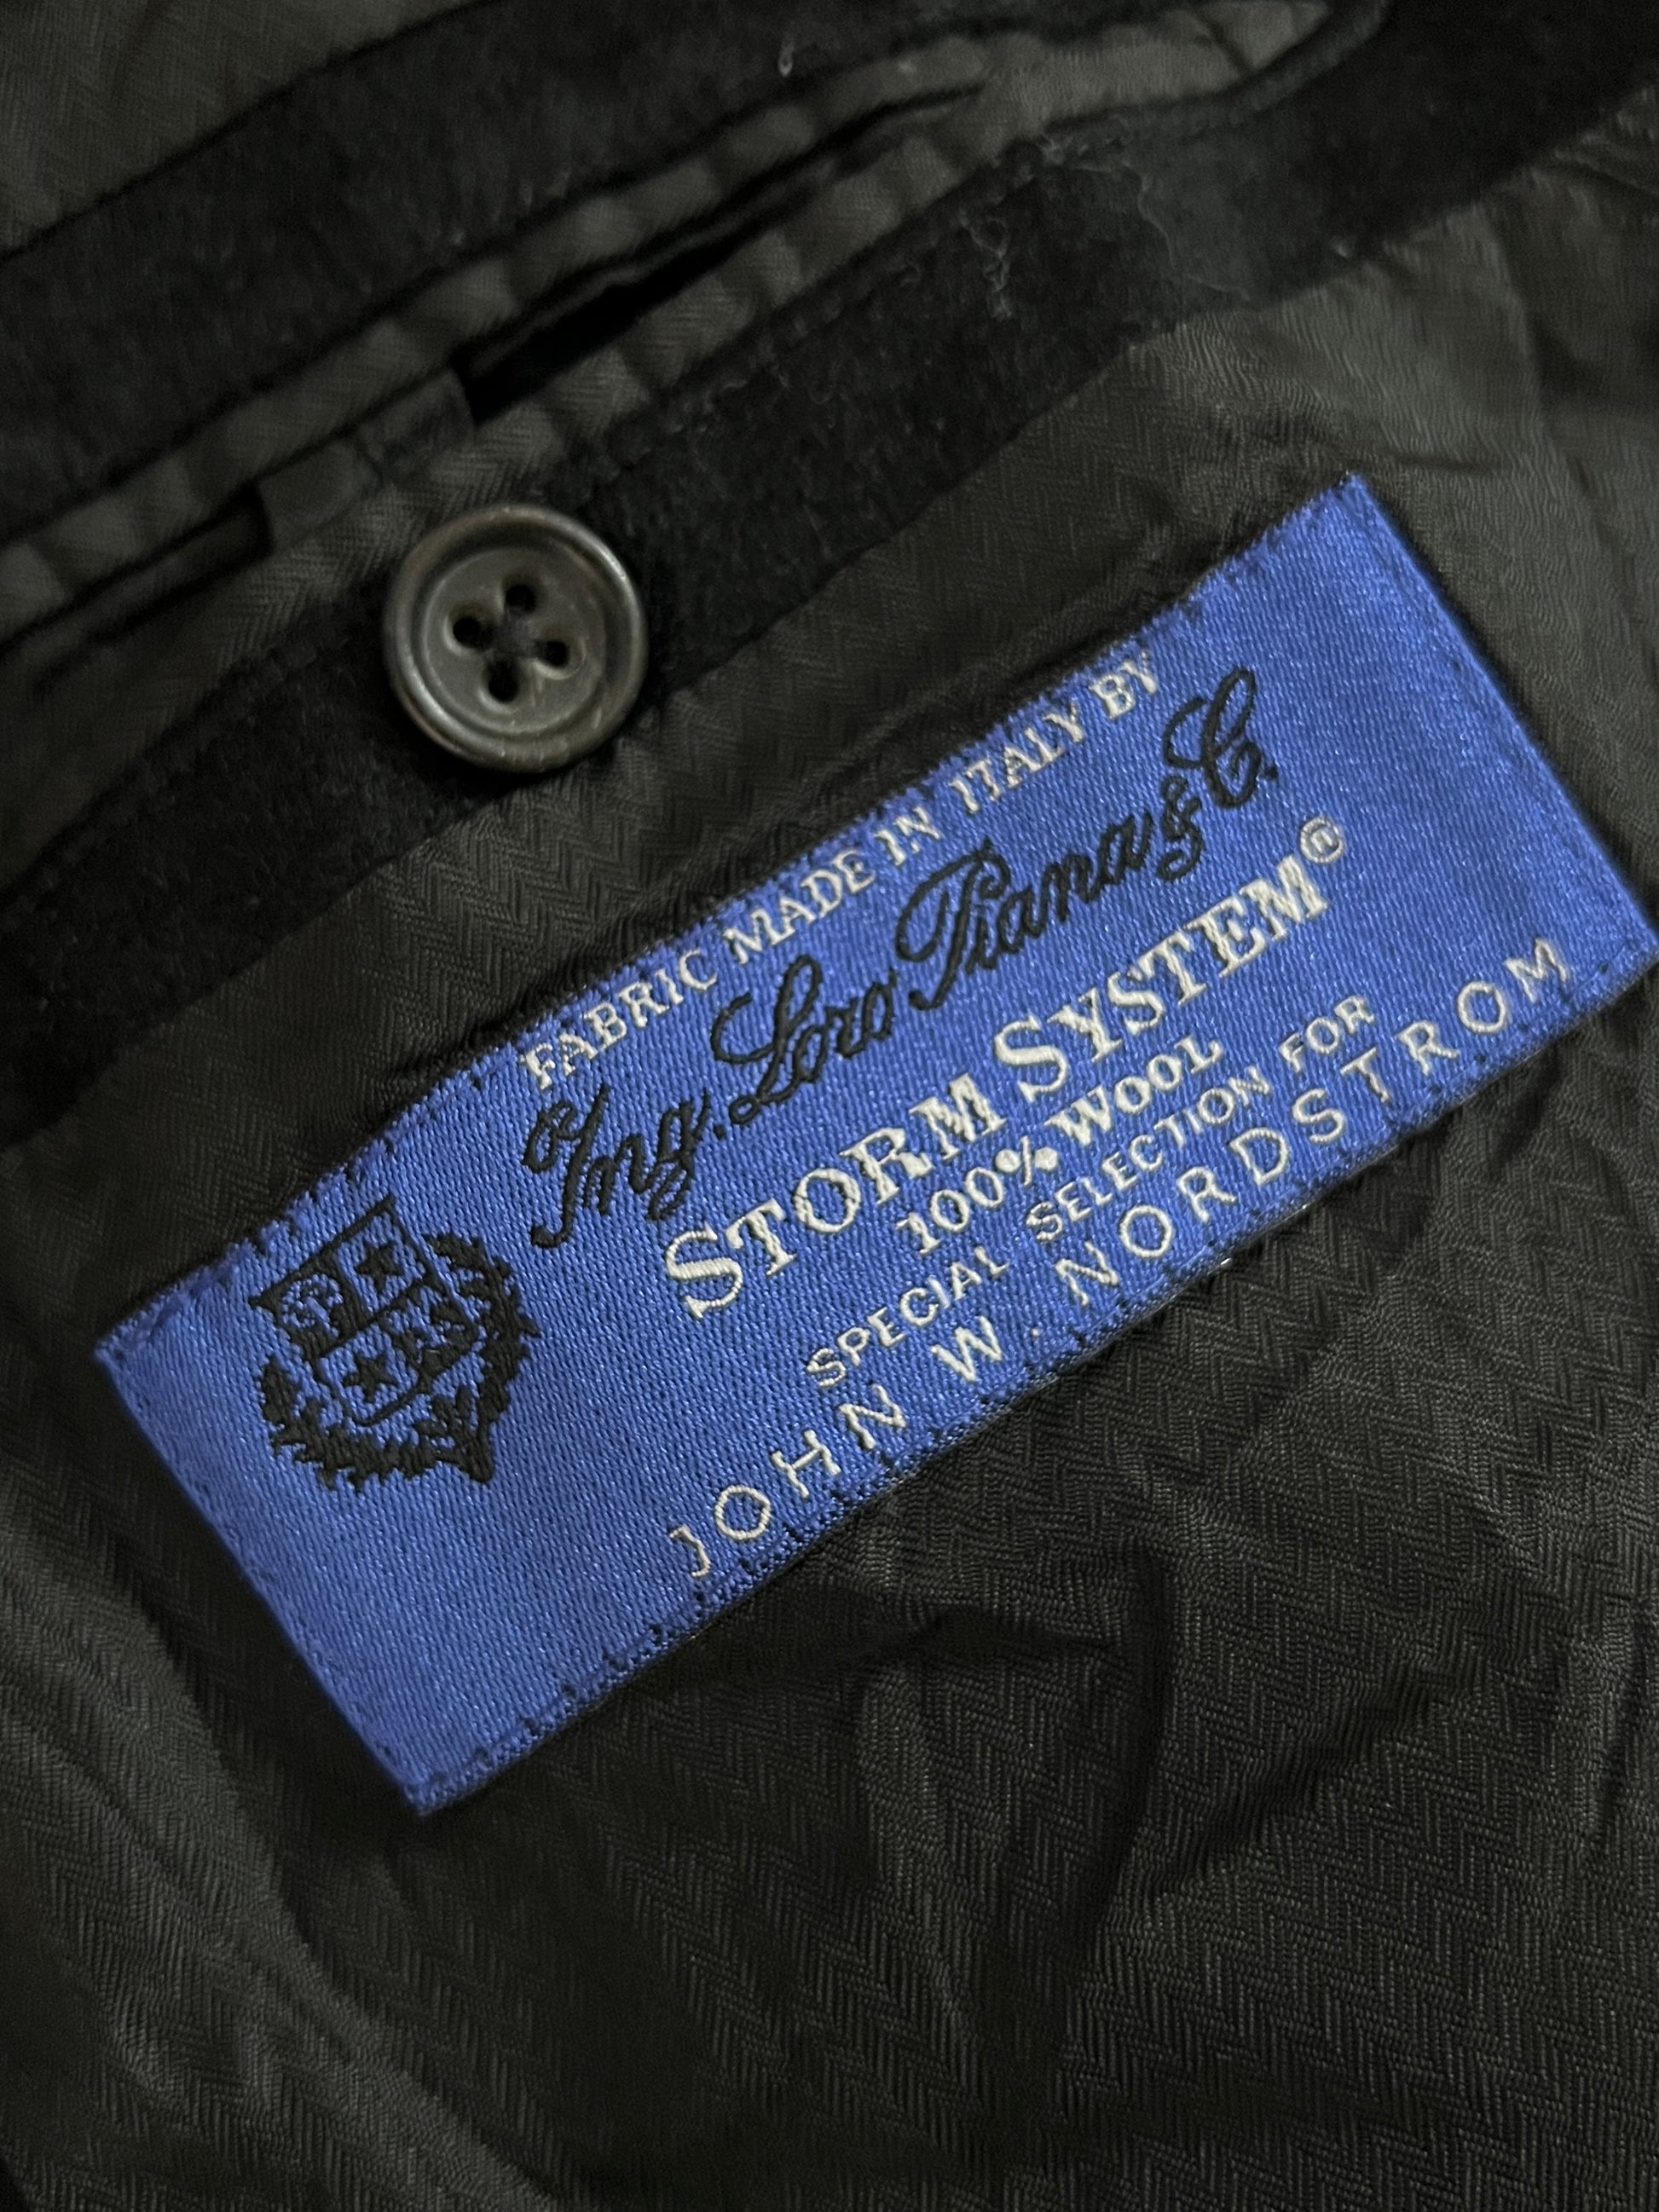 FABRIC MADE IN ITALY BY
Ing. Loro Piana & C.
STORM SYSTEM®
100% WOOL
SPECIAL SELECTION FOR
JOHN W. NORDSTROM